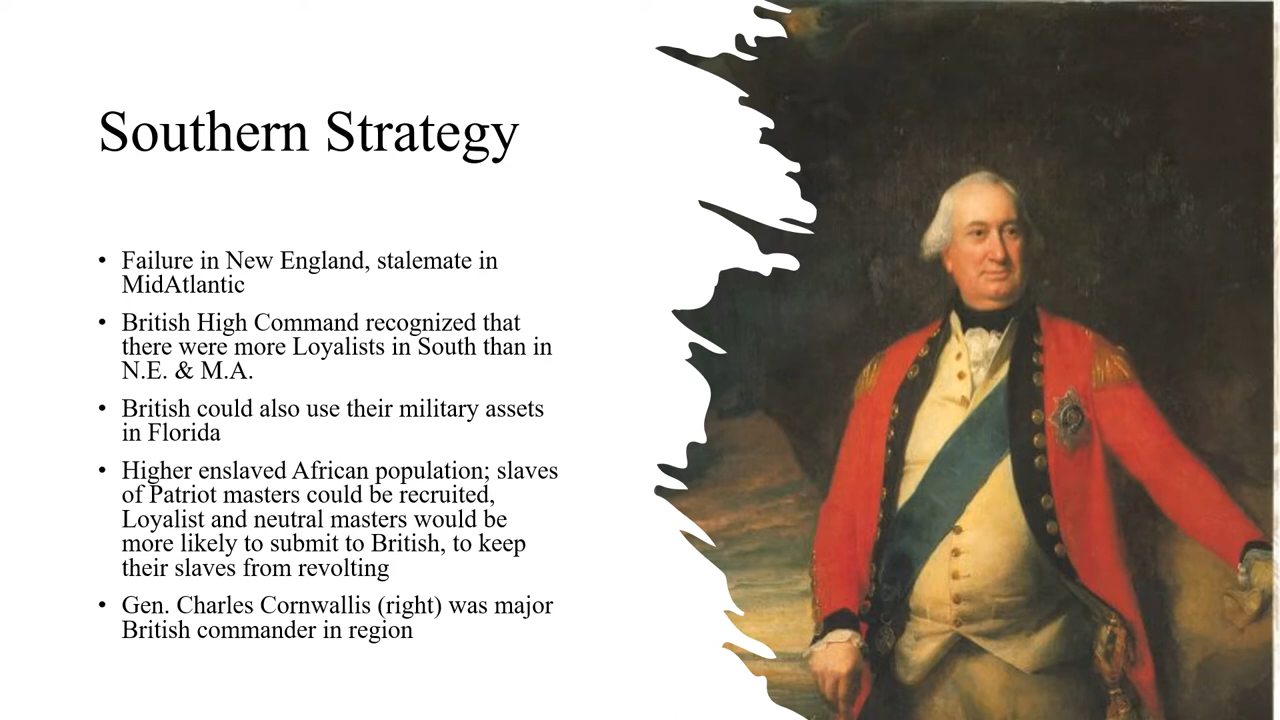 Southern Strategy
• Failure in New England, stalemate in
MidAtlantic
• British High Command recognized that
there were more Loyalists in South than in
N.E. & M.A.
• British could also use their military assets
in Florida
• Higher enslaved African population; slaves
of Patriot masters could be recruited,
Loyalist and neutral masters would be
more likely to submit to British, to keep
their slaves from revolting
• Gen. Charles Cornwallis (right) was major
British commander in region